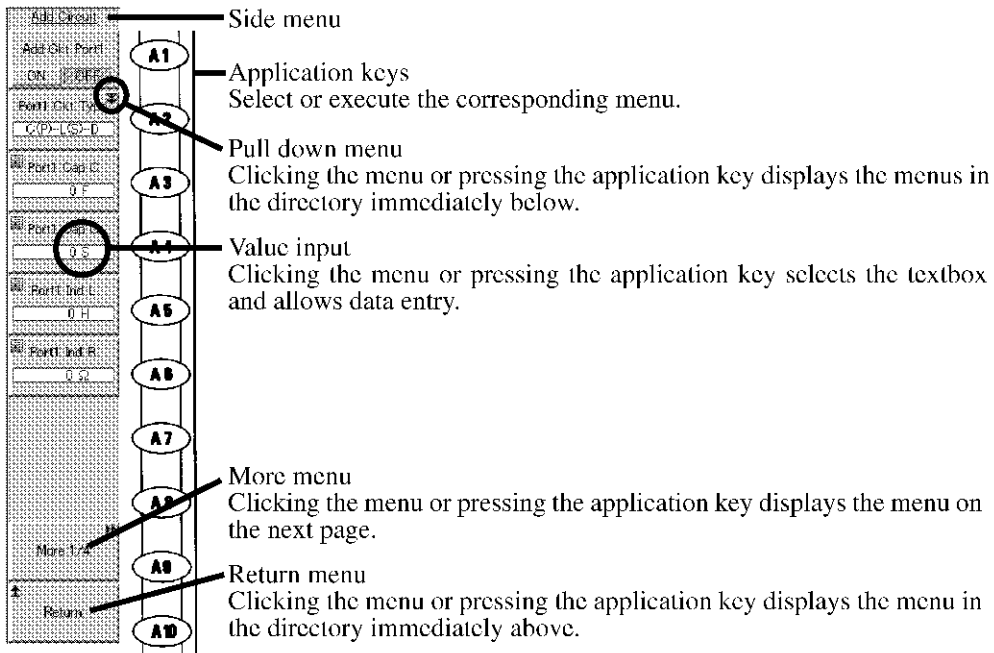 Add Circuit
Side menu
Add Ckt Port1
ON OFF
A1
Application keys
Select or execute the corresponding menu.
Port1 Ckt Typ
C(P)-L(S)-D
A2
Pull down menu
Clicking the menu or pressing the application key displays the menus in
the directory immediately below.
Port1 Cap C
0 F
A3
Port1 Cap
0 S
A4
Value input
Clicking the menu or pressing the application key selects the textbox
and allows data entry.
Port1 Ind L
0 H
A5
Port1 Ind R
0 Ω
A6
A7
More menu
Clicking the menu or pressing the application key displays the menu on
the next page.
More 1/4
A9
Return menu
Clicking the menu or pressing the application key displays the menu in
the directory immediately above.
Return
A10